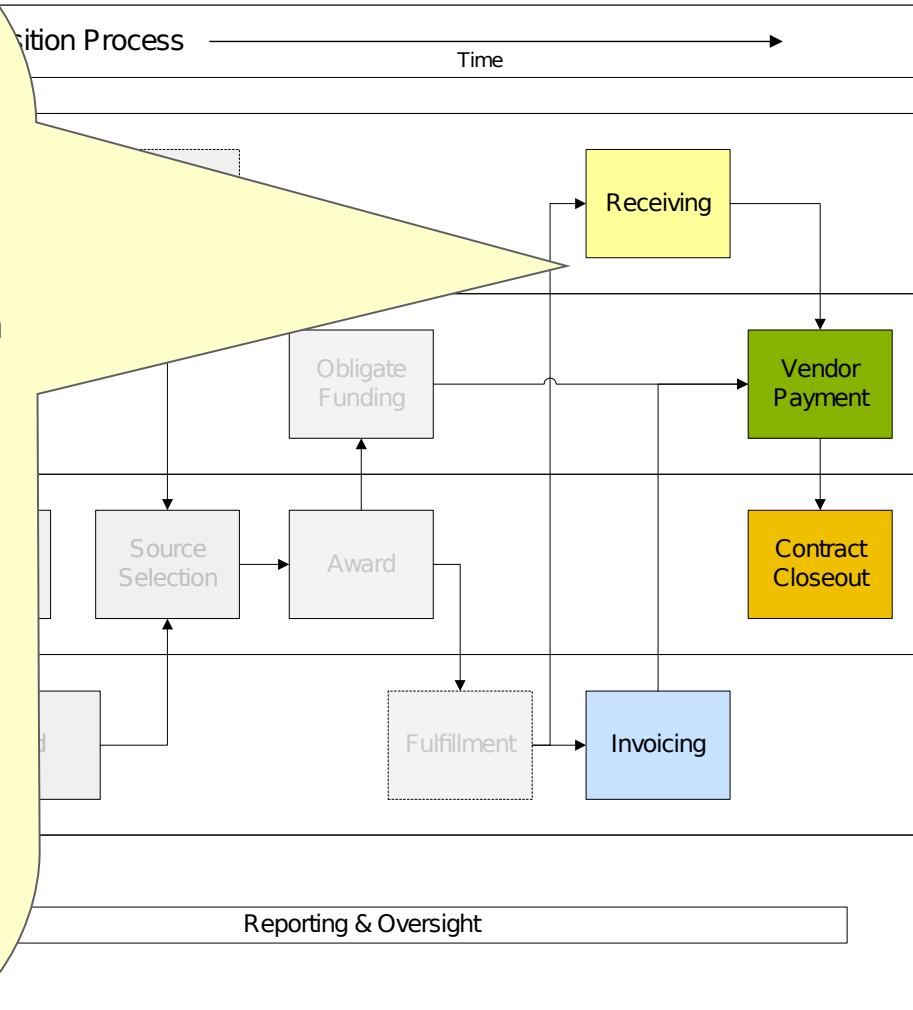 sition Process
Time
Receiving
Obligate
Funding
Vendor
Payment
Source
Selection
Award
Contract
Closeout
d
Fulfillment
Invoicing
Reporting & Oversight